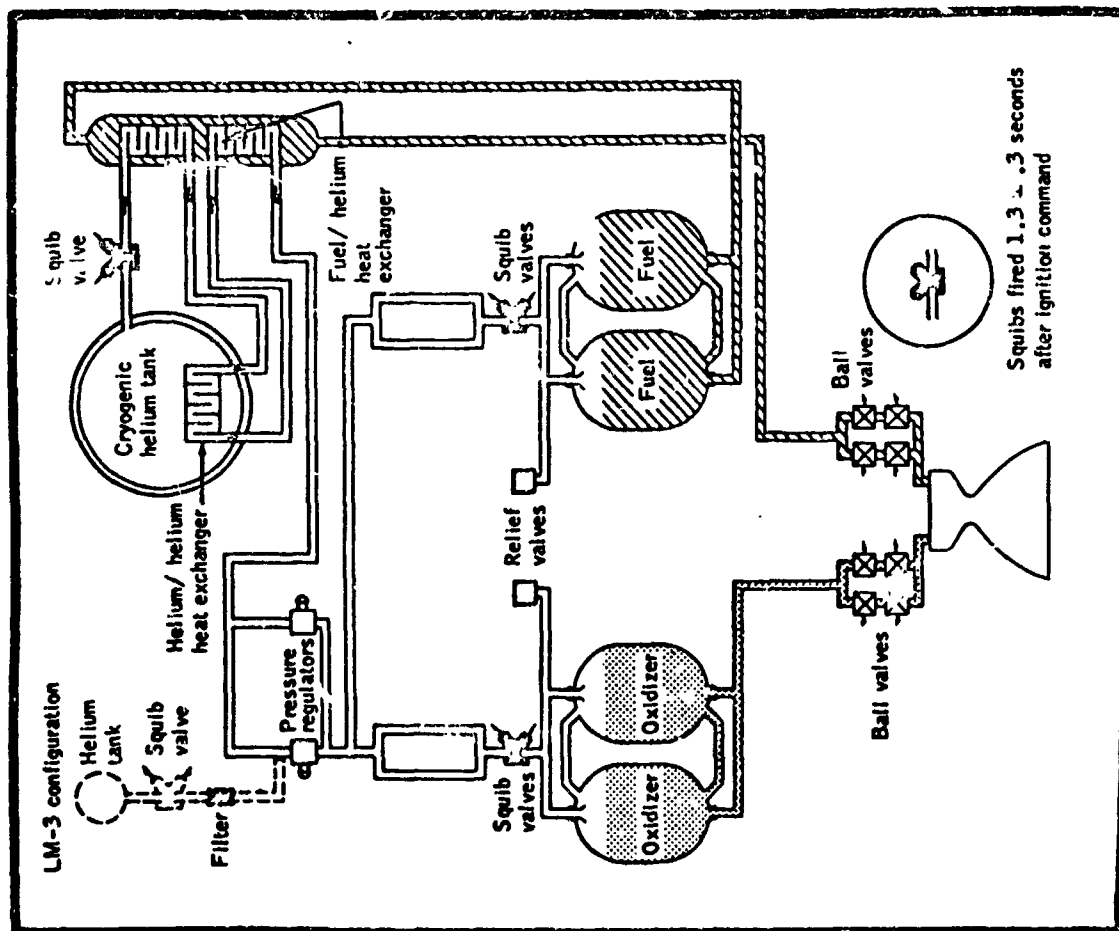 LM-3 configuration
Helium
tank
Squib
valve
Filter
Helium/ helium
heat exchanger
Pressure
regulators
Cryogenic
helium tank
Squib
valve
Fuel/ helium
heat
exchanger
Squib
valves
Squib valves
Relief
valves
Oxidizer
Oxidizer
Fuel
Fuel
Ball valves
Ball
valves
Squibs fired 1.3 ± .3 seconds
after ignition command